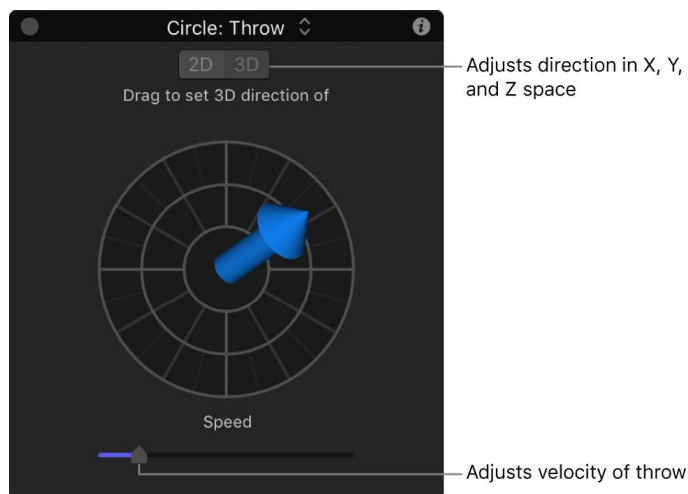 Circle: Throw
2D 3D
Adjusts direction in X, Y,
and Z space
Drag to set 3D direction of
Speed
Adjusts velocity of throw